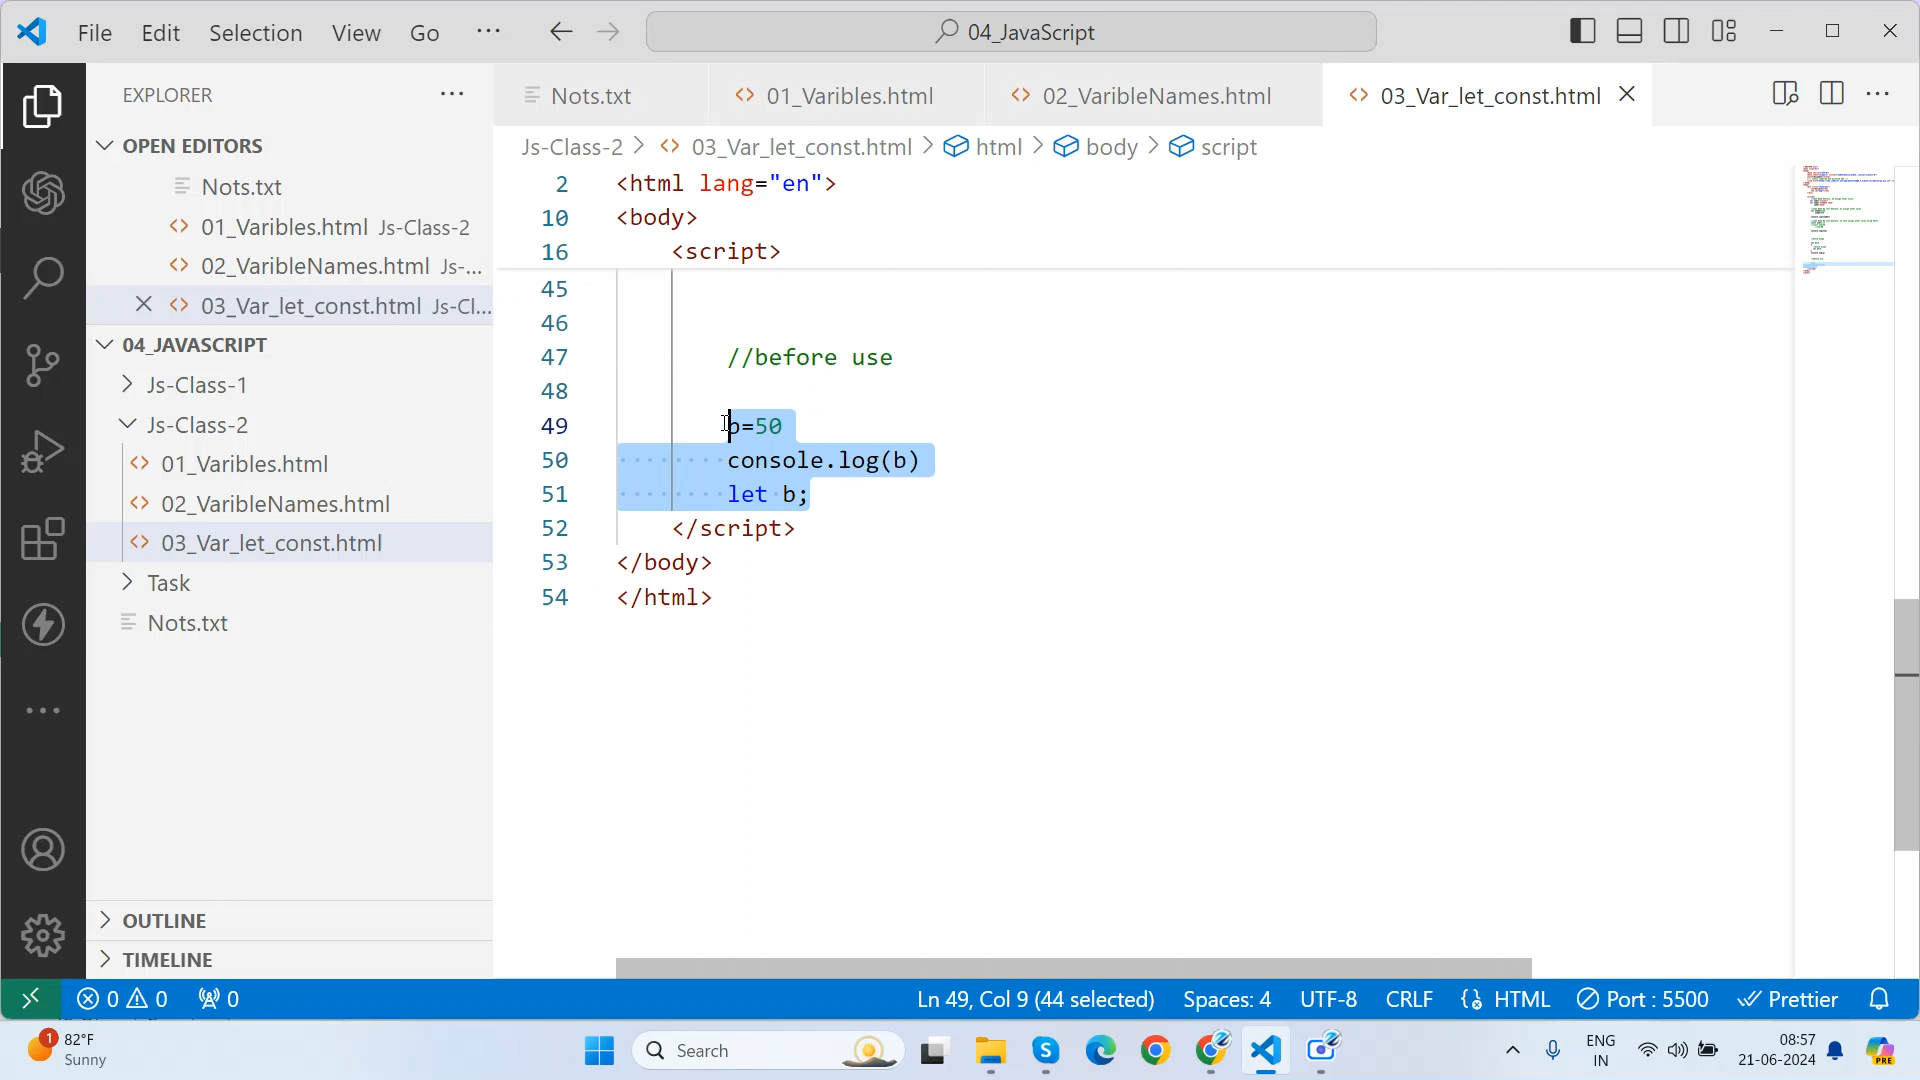 File Edit Selection View Go ··· 04_JavaScript
EXPLORER ···
OPEN EDITORS
Nots.txt
01_Varibles.html Js-Class-2
02_VaribleNames.html Js-...
03_Var_let_const.html Js-Cl...
04_JAVASCRIPT
Js-Class-1
Js-Class-2
01_Varibles.html
02_VaribleNames.html
03_Var_let_const.html
Task
Nots.txt
OUTLINE
TIMELINE
Nots.txt 01_Varibles.html 02_VaribleNames.html 03_Var_let_const.html
Js-Class-2 > 03_Var_let_const.html > html > body > script
2 <html lang="en">
10 <body>
16 <script>
45
46
47 //before use
48
49 b=50
50 console.log(b)
51 let b;
52 </script>
53 </body>
54 </html>
0 0 0 Ln 49, Col 9 (44 selected) Spaces: 4 UTF-8 CRLF HTML Port : 5500 Prettier
1 82°F
Sunny
Search
PRE
ENG
IN
08:57
21-06-2024